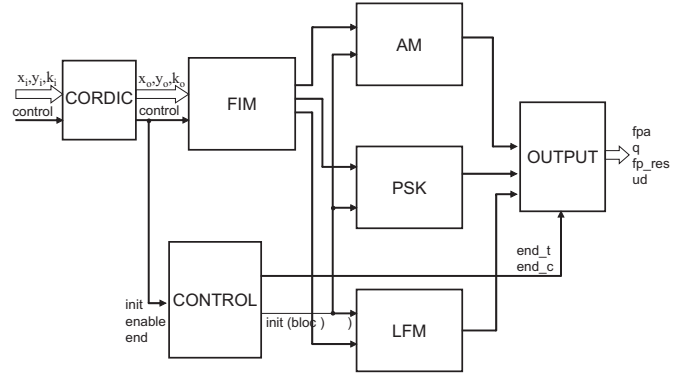 AM
xi,yi,ki
xo,yo,ko
CORDIC
FIM
control
control
OUTPUT
fpa
q
fp_res
ud
PSK
end_t
end_c
CONTROL
init
enable
end
init (bloc ) )
LFM